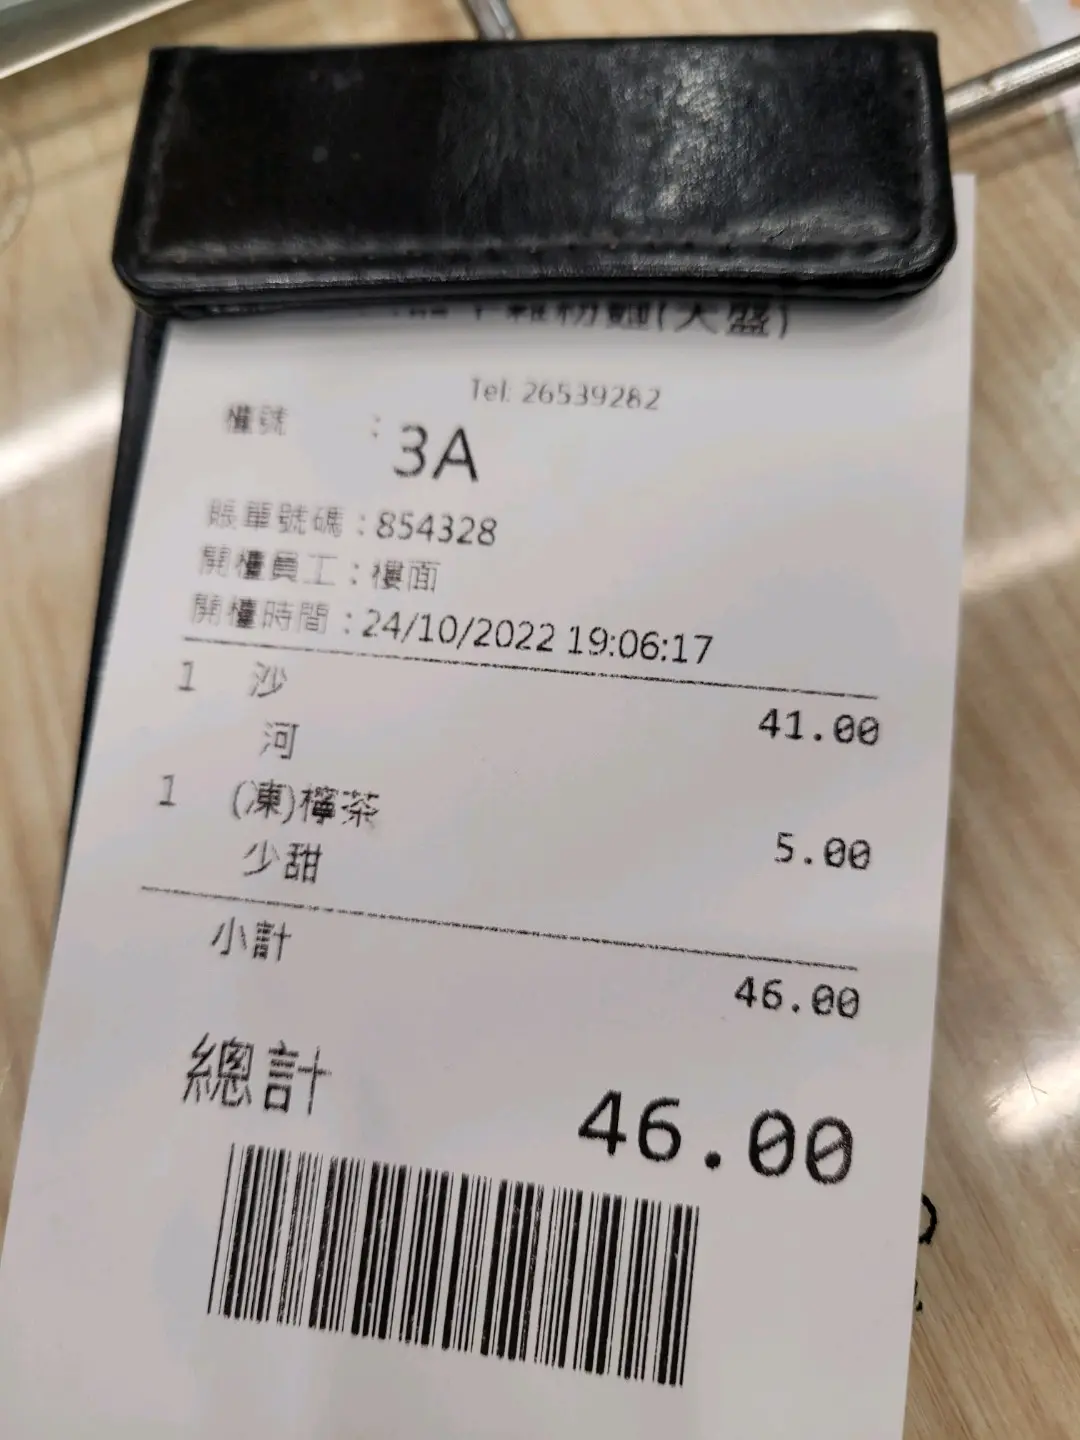 (大盛)
Tel: 26539282
檯號 : 3A
賬單號碼 : 854328
開檯員工 : 樓面
開檯時間 : 24/10/2022 19:06:17
1 沙 41.00
河
1 (凍)檸茶 5.00
少甜
小計 46.00
總計 46.00